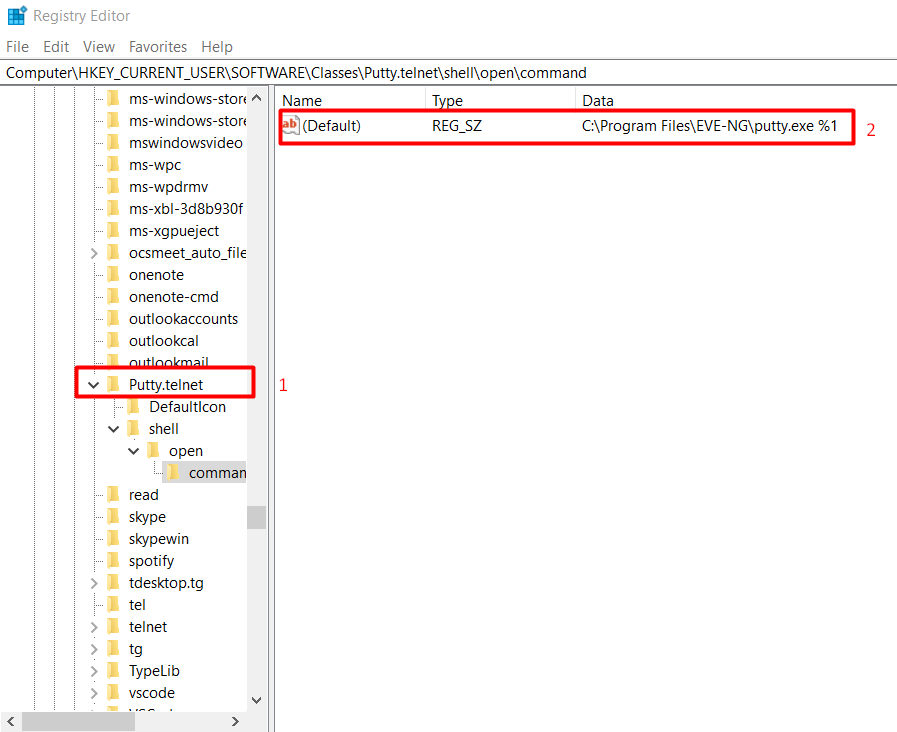 Registry Editor
File Edit View Favorites Help
Computer\HKEY_CURRENT_USER\SOFTWARE\Classes\Putty.telnet\shell\open\command
ms-windows-store
ms-windows-store
mswindowsvideo
ms-wpc
ms-wpdrmv
ms-xbl-3d8b930f
ms-xgpueject
ocsmeet_auto_file
onenote
onenote-cmd
outlookaccounts
outlookcal
outlookmail
Putty.telnet
DefaultIcon
shell
open
comman
read
skype
skypewin
spotify
tdesktop.tg
tel
telnet
tg
TypeLib
vscode
Name Type Data
ab (Default) REG_SZ C:\Program Files\EVE-NG\putty.exe %1
2
1